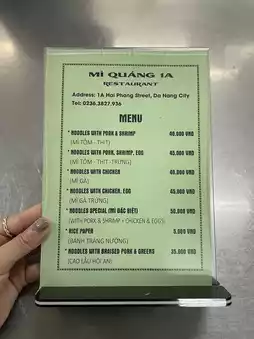 MÌ QUẢNG 1A
RESTAURANT
Address: 1A Hai Phong Street, Da Nang City
Tel: 0236.3827.936
MENU
* NOODLES WITH PORK & SHRIMP 40,000 VND
(MÌ TÔM - THỊT)
* NOODLES WITH PORK, SHRIMP, EGG 45,000 VND
(MÌ TÔM - THỊT - TRỨNG)
* NOODLES WITH CHICKEN 40,000 VND
(MÌ GÀ)
* NOODLES WITH CHICKEN, EGG 45,000 VND
(MÌ GÀ TRỨNG)
* NOODLES SPECIAL (MÌ ĐẶC BIỆT) 50,000 VND
(WITH PORK & SHRIMP + CHICKEN & EGG)
* RICE PAPER 5,000 VND
(BÁNH TRÁNG NƯỚNG)
* NOODLES WITH BRAISED PORK & GREENS 35,000 VND
(CAO LẦU HỘI AN)